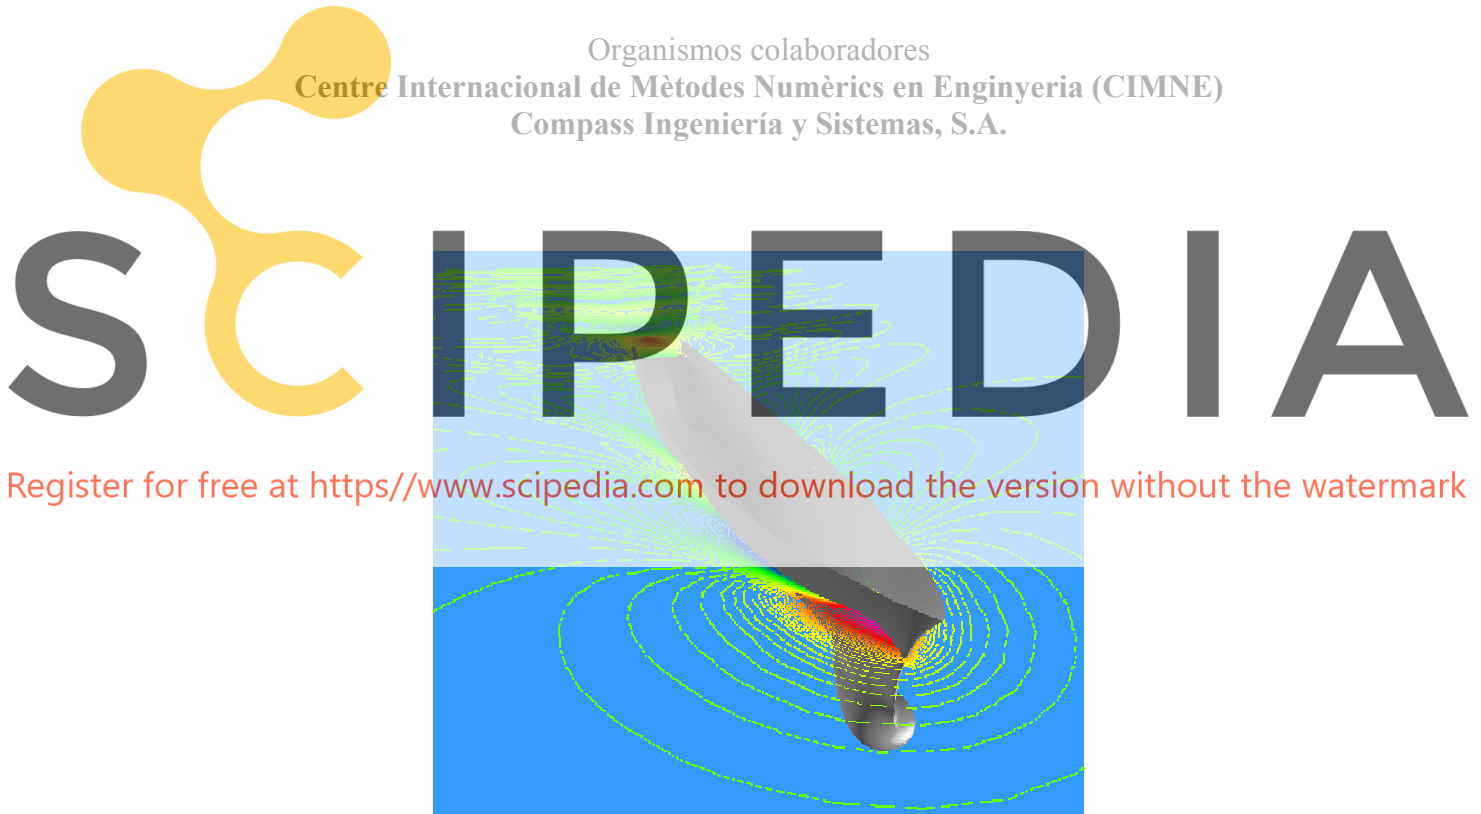 Organismos colaboradores
Centre Internacional de Mètodes Numèrics en Enginyeria (CIMNE)
Compass Ingeniería y Sistemas, S.A.
SCIPEDIA
Register for free at https//www.scipedia.com to download the version without the watermark